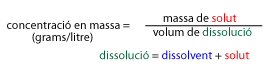 concentració en massa =
(grams/litre)
massa de solut
volum de dissolució
dissolució = dissolvent + solut